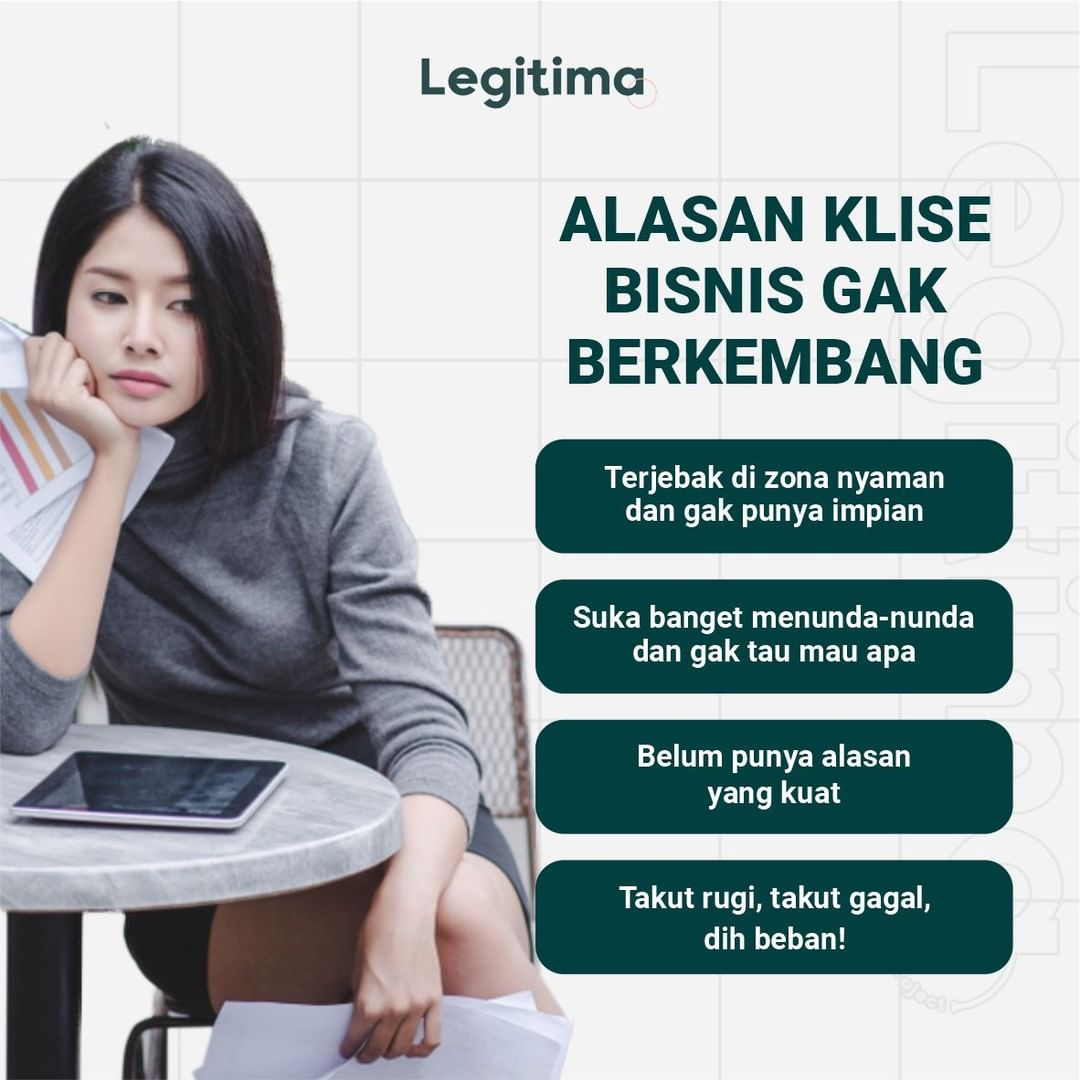 Legitima
ALASAN KLISE
BISNIS GAK
BERKEMBANG
Terjebak di zona nyaman
dan gak punya impian
Suka banget menunda-nunda
dan gak tau mau apa
Belum punya alasan
yang kuat
Takut rugi, takut gagal,
dih beban!
Legitima